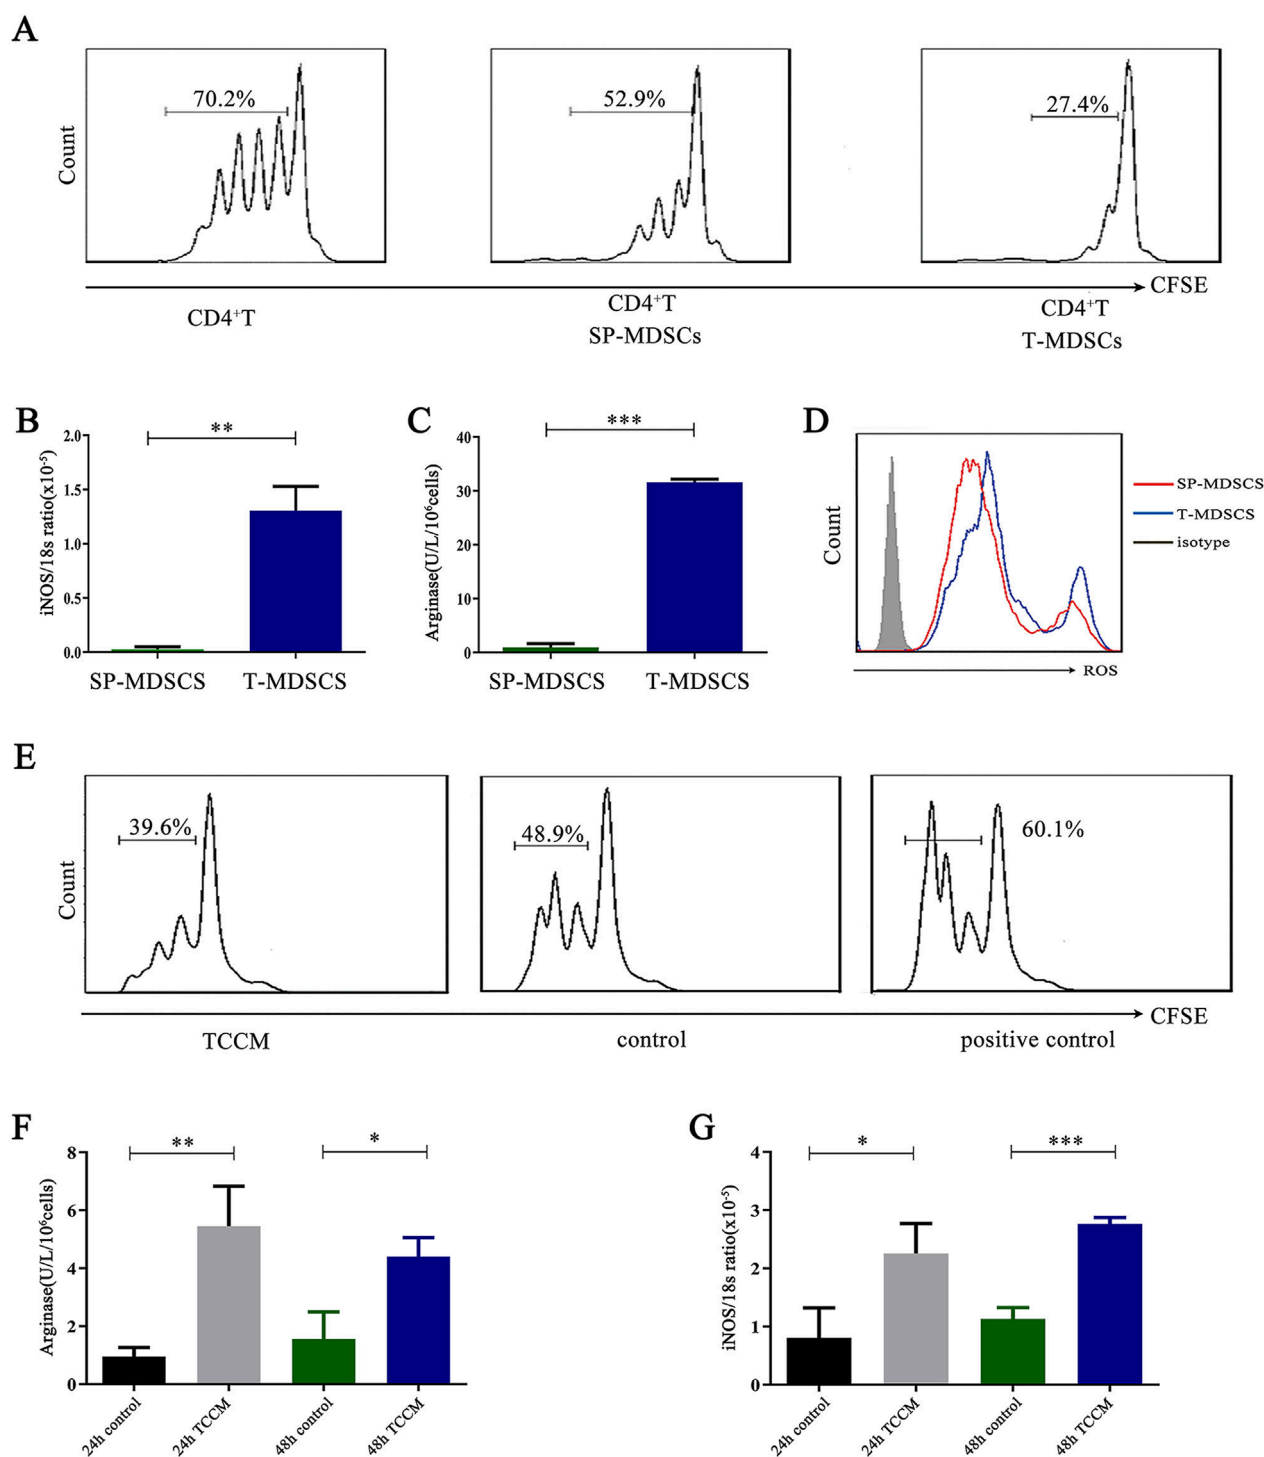 A
70.2%
52.9%
27.4%
Count
CFSE
CD4⁺T
CD4⁺T
SP-MDSCs
CD4⁺T
T-MDSCs
B
**
iNOS/18s ratio(x10⁻⁵)
2.0
1.5
1.0
0.5
0.0
SP-MDSCS
T-MDSCS
C
***
Arginase(U/L/10⁶cells)
40
30
20
10
0
SP-MDSCS
T-MDSCS
D
Count
ROS
SP-MDSCS
T-MDSCS
isotype
E
39.6%
48.9%
60.1%
Count
CFSE
TCCM
control
positive control
F
**
*
Arginase(U/L/10⁶cells)
8
6
4
2
0
24h control
24h TCCM
48h control
48h TCCM
G
*
***
iNOS/18s ratio(x10⁻⁵)
4
3
2
1
0
24h control
24h TCCM
48h control
48h TCCM